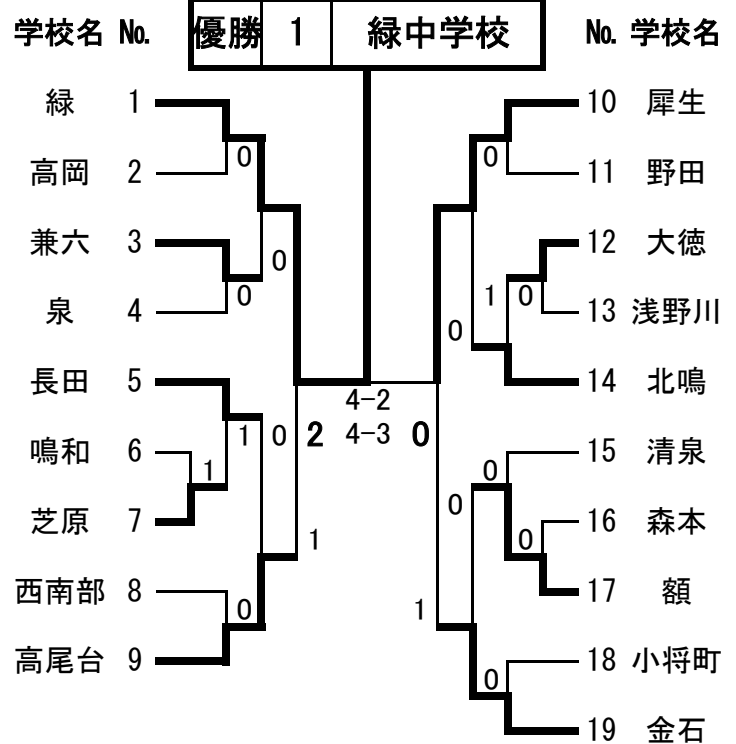 学校名 No. 優勝 1 緑中学校 No. 学校名
緑 1 10 犀生
0 0
高岡 2 11 野田
兼六 3 12 大徳
0
0 1 0
泉 4 13 浅野川
0
長田 5 14 北鳴
4-2
1 0 2 4-3 0
鳴和 6 15 清泉
1 0
0
芝原 7 16 森本
1 0
西南部 8 17 額
0 1
高尾台 9 18 小将町
0
19 金石